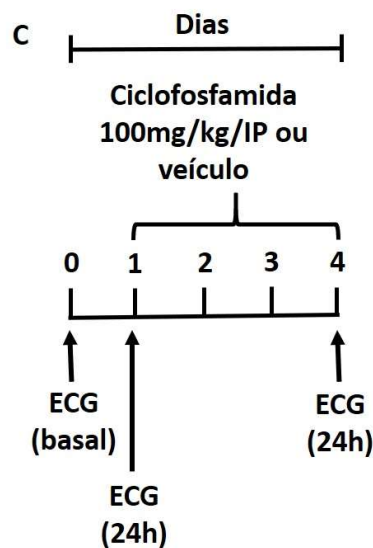 C
Dias
Ciclofosfamida
100mg/kg/IP ou
veículo
0 1 2 3 4
ECG
(basal)
ECG
(24h)
ECG
(24h)